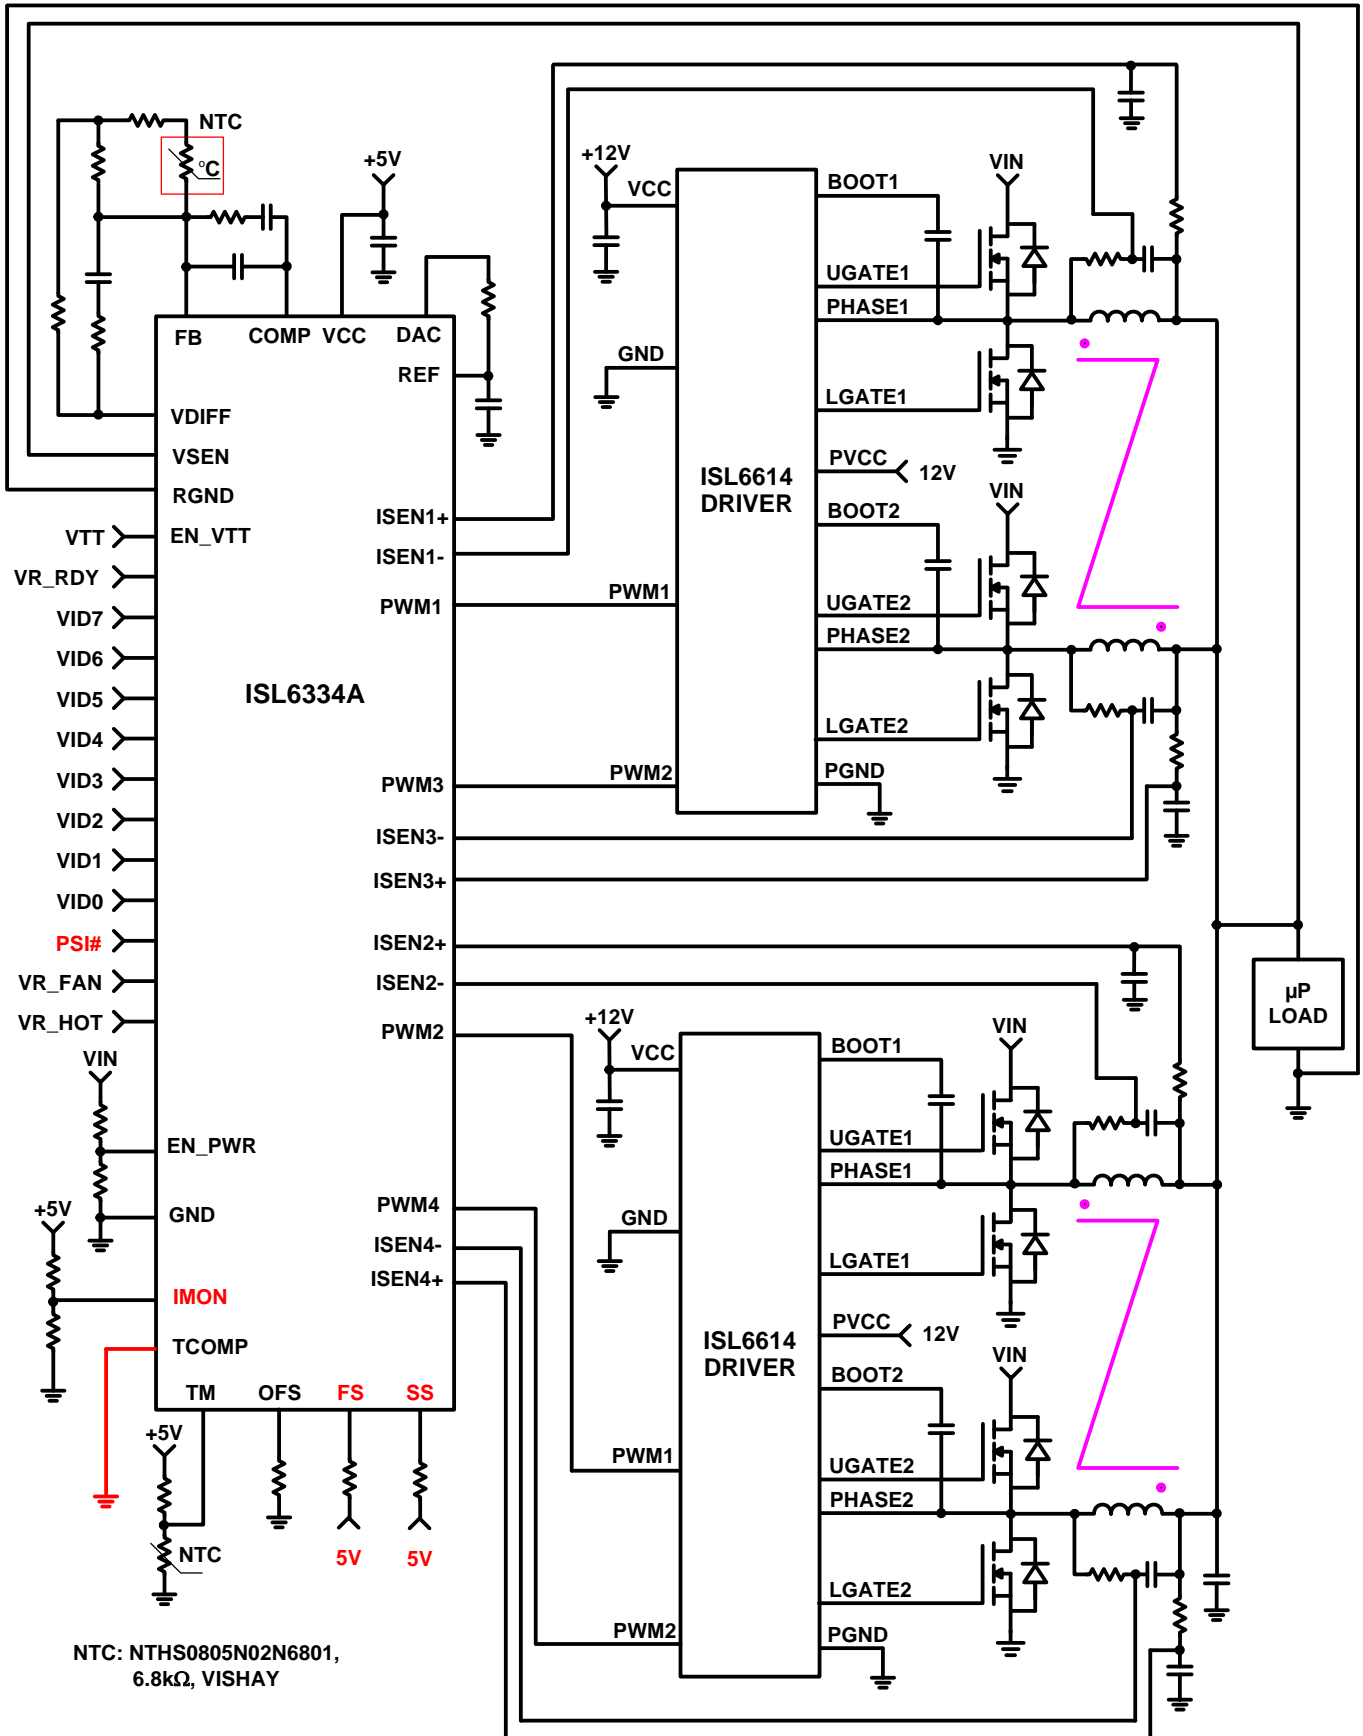 NTC
°C
+5V
FB
COMP
VCC
DAC
REF
VDIFF
VSEN
RGND
VTT
EN_VTT
VR_RDY
VID7
VID6
VID5
VID4
VID3
VID2
VID1
VID0
PSI#
VR_FAN
VR_HOT
VIN
EN_PWR
GND
+5V
IMON
TCOMP
TM
OFS
FS
SS
+5V
NTC
5V
5V
ISL6334A
ISEN1+
ISEN1-
PWM1
PWM3
ISEN3-
ISEN3+
ISEN2+
ISEN2-
PWM2
PWM4
ISEN4-
ISEN4+
+12V
VCC
GND
PWM1
PWM2
ISL6614
DRIVER
BOOT1
UGATE1
PHASE1
LGATE1
PVCC
12V
BOOT2
UGATE2
PHASE2
LGATE2
PGND
VIN
VIN
+12V
VCC
GND
PWM1
PWM2
ISL6614
DRIVER
BOOT1
UGATE1
PHASE1
LGATE1
PVCC
12V
BOOT2
UGATE2
PHASE2
LGATE2
PGND
VIN
VIN
µP
LOAD
NTC: NTHS0805N02N6801,
6.8kΩ, VISHAY